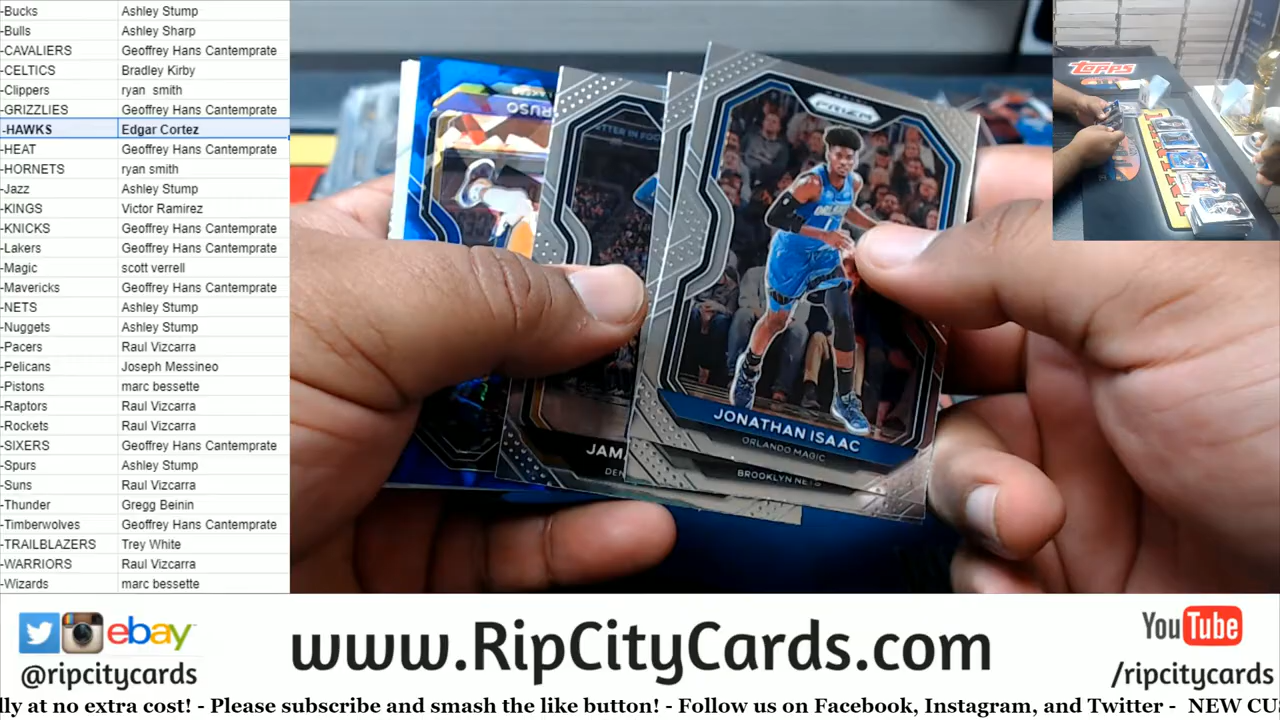 -Bucks Ashley Stump
-Bulls Ashley Sharp
-CAVALIERS Geoffrey Hans Cantemprate
-CELTICS Bradley Kirby
-Clippers ryan smith
-GRIZZLIES Geoffrey Hans Cantemprate
-HAWKS Edgar Cortez
-HEAT Geoffrey Hans Cantemprate
-HORNETS ryan smith
-Jazz Ashley Stump
-KINGS Victor Ramirez
-KNICKS Geoffrey Hans Cantemprate
-Lakers Geoffrey Hans Cantemprate
-Magic scott verrell
-Mavericks Geoffrey Hans Cantemprate
-NETS Ashley Stump
-Nuggets Ashley Stump
-Pacers Raul Vizcarra
-Pelicans Joseph Messineo
-Pistons marc bessette
-Raptors Raul Vizcarra
-Rockets Raul Vizcarra
-SIXERS Geoffrey Hans Cantemprate
-Spurs Ashley Stump
-Suns Raul Vizcarra
-Thunder Gregg Beinin
-Timberwolves Geoffrey Hans Cantemprate
-TRAILBLAZERS Trey White
-WARRIORS Raul Vizcarra
-Wizards marc bessette
PRIZM
JONATHAN ISAAC
ORLANDO MAGIC
BROOKLYN NETS
JAM
DEN
RUSO
topps
ebay
@ripcitycards
www.RipCityCards.com
YouTube
/ripcitycards
lly at no extra cost! - Please subscribe and smash the like button! - Follow us on Facebook, Instagram, and Twitter - NEW CU